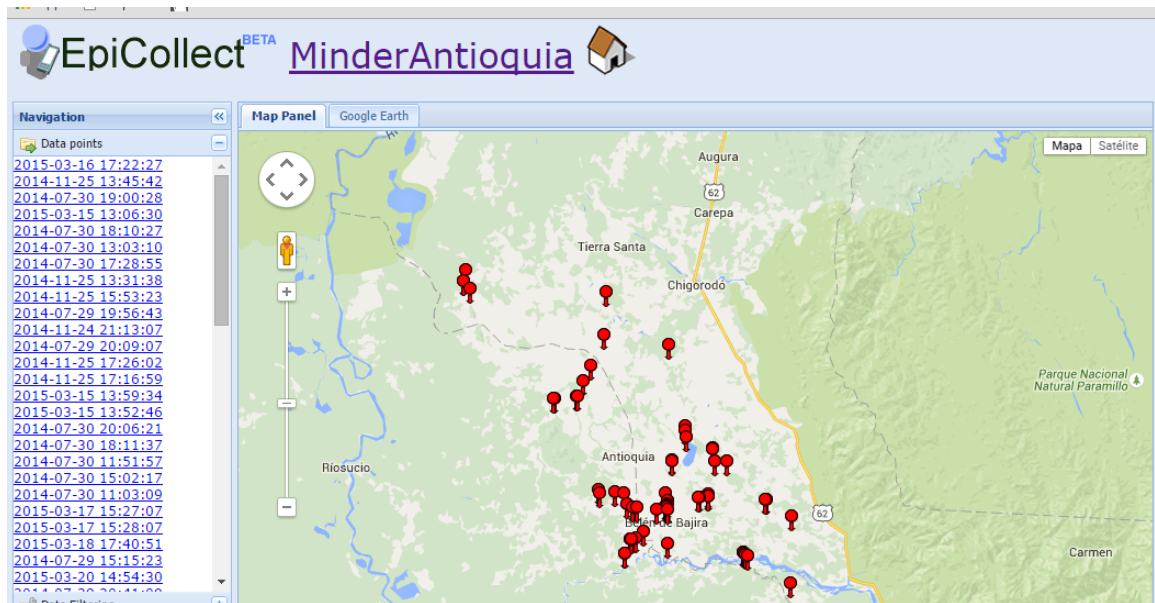 EpiCollect BETA MinderAntioquia
Navigation
Data points
2015-03-16 17:22:27
2014-11-25 13:45:42
2014-07-30 19:00:28
2015-03-15 13:06:30
2014-07-30 18:10:27
2014-07-30 13:03:10
2014-07-30 17:28:55
2014-11-25 13:31:38
2014-11-25 15:53:23
2014-07-29 19:56:43
2014-11-24 21:13:07
2014-07-29 20:09:07
2014-11-25 17:26:02
2014-11-25 17:16:59
2015-03-15 13:59:34
2015-03-15 13:52:46
2014-07-30 20:06:21
2014-07-30 18:11:37
2014-07-30 11:51:57
2014-07-30 15:02:17
2014-07-30 11:03:09
2015-03-17 15:27:07
2015-03-17 15:28:07
2015-03-18 17:40:51
2014-07-29 15:15:23
2015-03-20 14:54:30
Map Panel Google Earth
Mapa Satélite
Augura
62
Carepa
Tierra Santa
Chigorodó
Parque Nacional
Natural Paramillo
Antioquia
Ríosucio
Belén de Bajira
62
Carmen